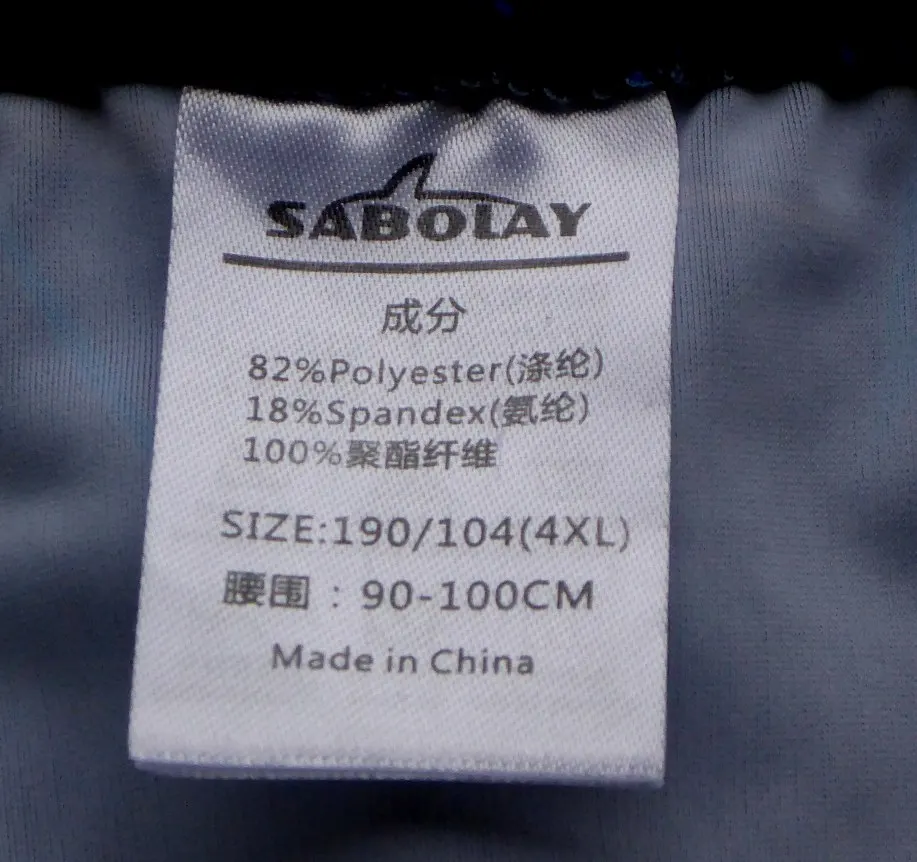 SABOLAY
成分
82%Polyester(涤纶)
18%Spandex(氨纶)
100%聚酯纤维
SIZE:190/104(4XL)
腰围：90-100CM
Made in China